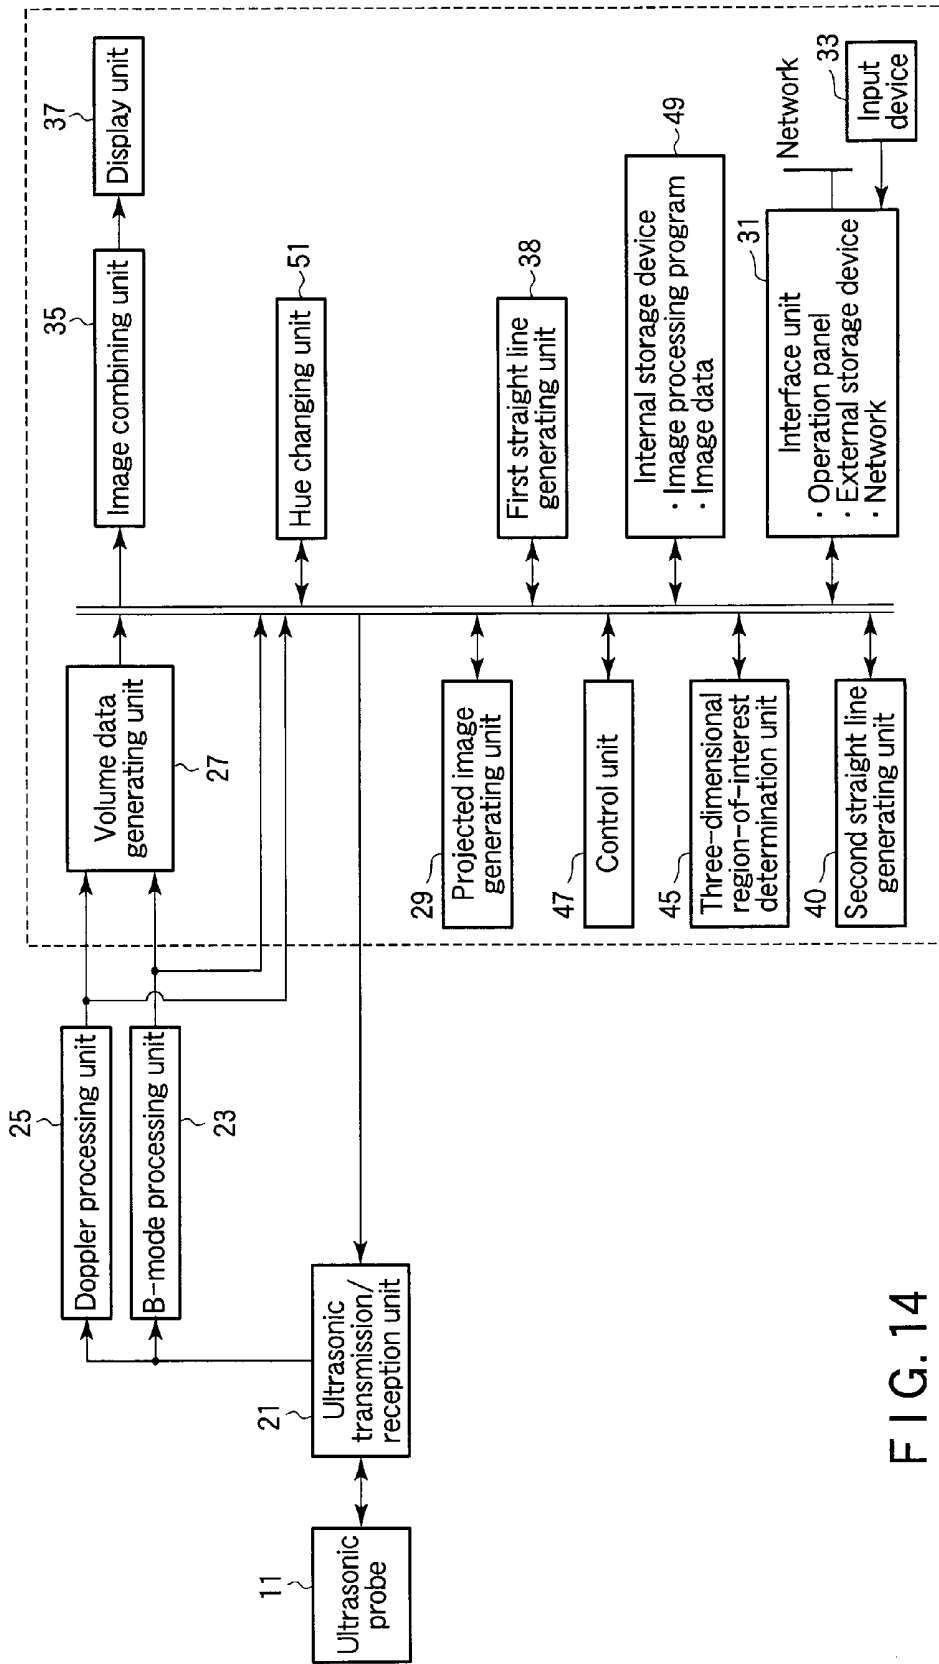 11
Ultrasonic
probe
21
Ultrasonic
transmission/
reception unit
25
Doppler processing unit
B-mode processing unit
23
Volume data
generating unit
27
35
Image combining unit
37
Display unit
Hue changing unit
51
29
Projected image
generating unit
First straight line
generating unit
38
47
Control unit
Internal storage device
· Image processing program
· Image data
49
45
Three-dimensional
region-of-interest
determination unit
31
Interface unit
· Operation panel
· External storage device
· Network
Network
33
Input
device
40
Second straight line
generating unit
FIG. 14